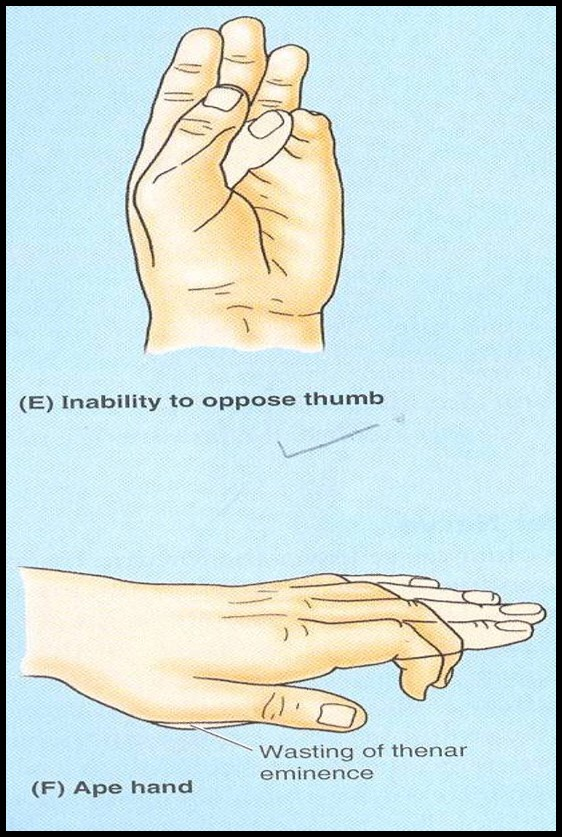 (E) Inability to oppose thumb
Wasting of thenar
eminence
(F) Ape hand